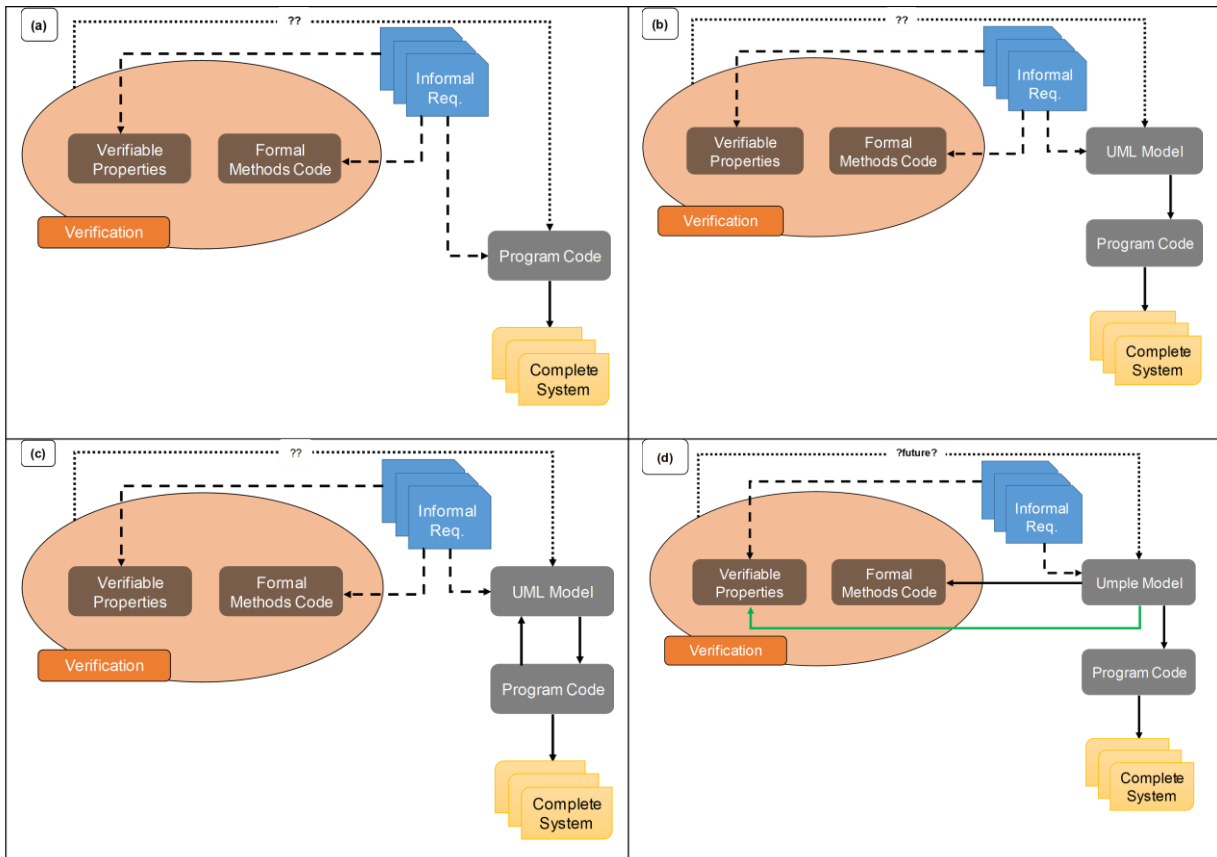 (a)
??
Informal
Req.
Verifiable
Properties
Formal
Methods Code
Verification
Program Code
Complete
System
(b)
??
Informal
Req.
Verifiable
Properties
Formal
Methods Code
UML Model
Verification
Program Code
Complete
System
(c)
??
Informal
Req.
Verifiable
Properties
Formal
Methods Code
UML Model
Verification
Program Code
Complete
System
(d)
?future?
Informal
Req.
Verifiable
Properties
Formal
Methods Code
Umple Model
Verification
Program Code
Complete
System